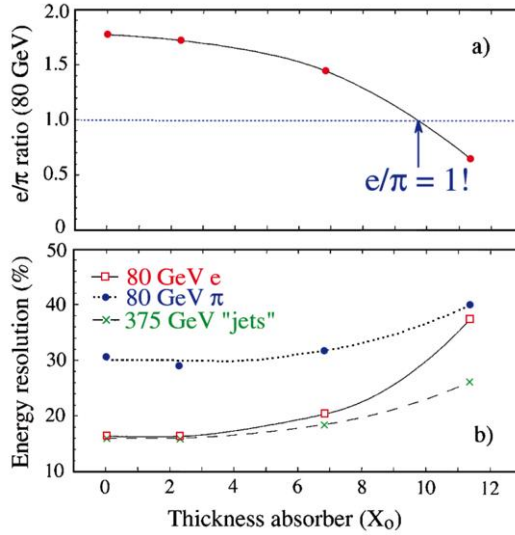 2.0
1.5
1.0
0.5
0
e/π ratio (80 GeV)
a)
e/π = 1!
50
40
30
20
10
Energy resolution (%)
80 GeV e
80 GeV π
375 GeV "jets"
b)
0 2 4 6 8 10 12
Thickness absorber (Xo)